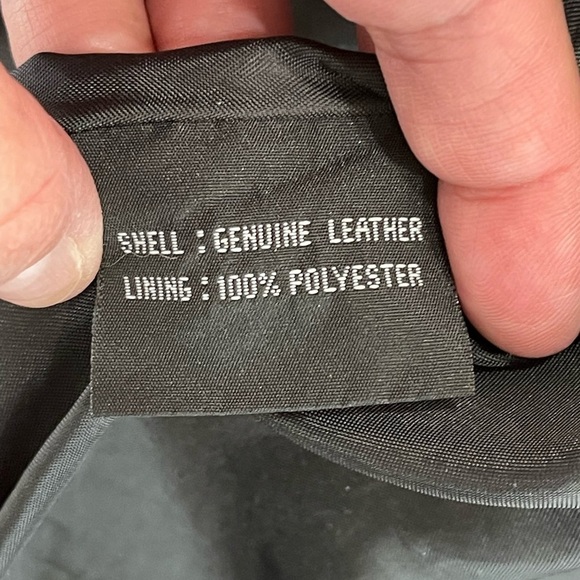 SHELL : GENUINE LEATHER
LINING : 100% POLYESTER